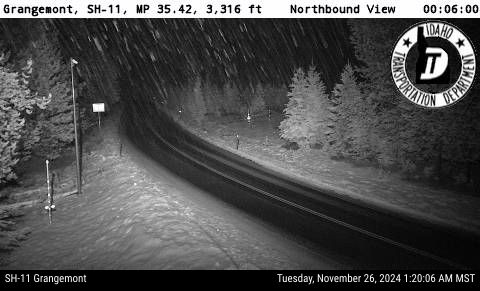 Grangemont, SH-11, MP 35.42, 3,316 ft Northbound View 00:06:00
IDAHO
TRANSPORTATION DEPARTMENT
SH-11 Grangemont Tuesday, November 26, 2024 1:20:06 AM MST